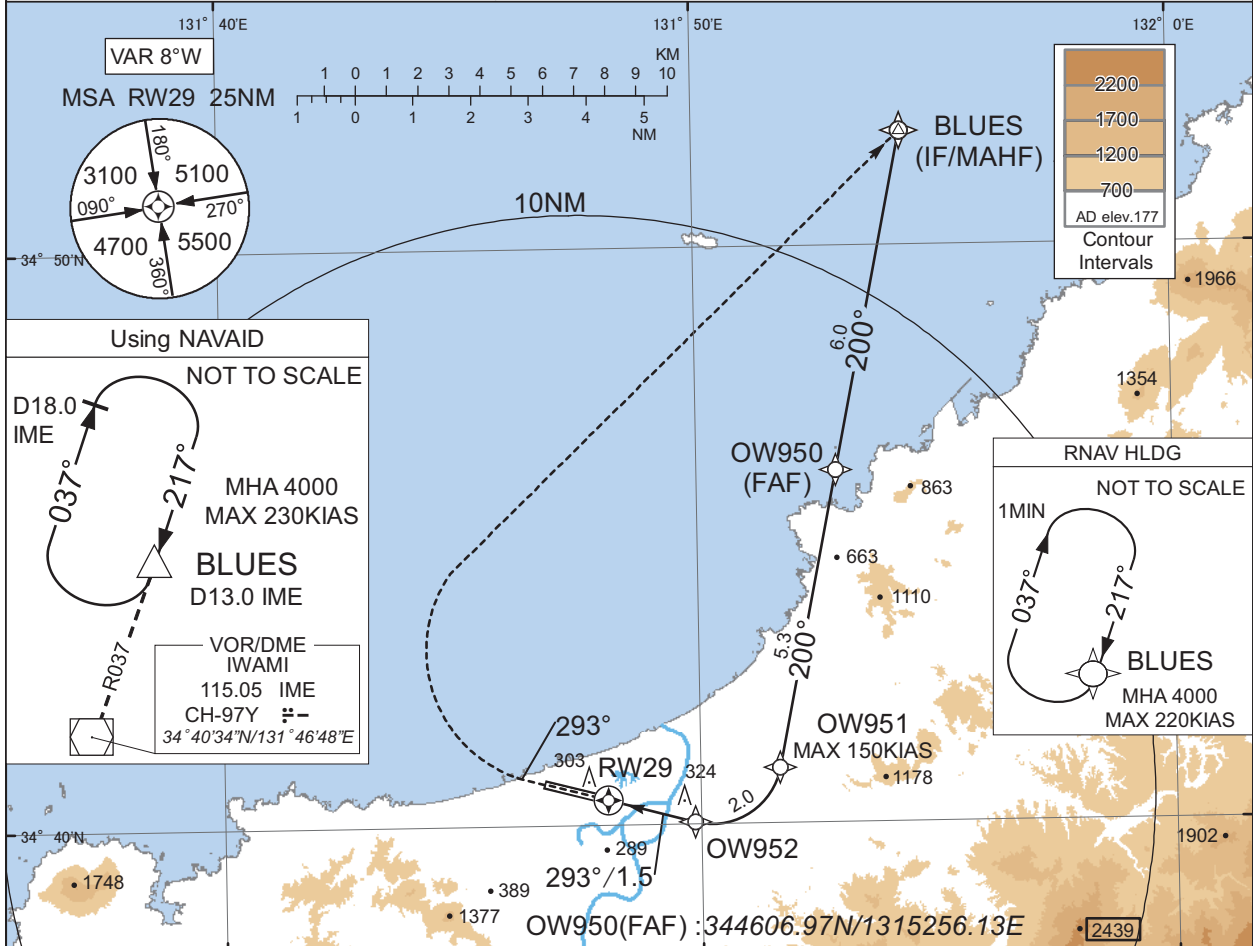 131° 40'E
131° 50'E
132° 0'E
VAR 8°W
MSA RW29 25NM
180°
3100
5100
090°
270°
4700
5500
360°
KM
1 0 1 2 3 4 5 6 7 8 9 10
1 0 1 2 3 4 5
NM
BLUES
(IF/MAHF)
2200
1700
1200
700
AD elev.177
Contour
Intervals
10NM
34° 50'N
1966
6.0
200°
1354
Using NAVAID
NOT TO SCALE
D18.0
IME
037°
217°
MHA 4000
MAX 230KIAS
BLUES
D13.0 IME
R037
VOR/DME
IWAMI
115.05 IME
CH-97Y
34°40'34"N/131°46'48"E
OW950
(FAF)
863
663
1110
5.3
200°
RNAV HLDG
NOT TO SCALE
1MIN
037°
217°
BLUES
MHA 4000
MAX 220KIAS
OW951
MAX 150KIAS
1178
293°
303
RW29
324
2.0
34° 40'N
OW952
1902
289
293°/1.5
389
1748
1377
OW950(FAF) :344606.97N/1315256.13E
2439